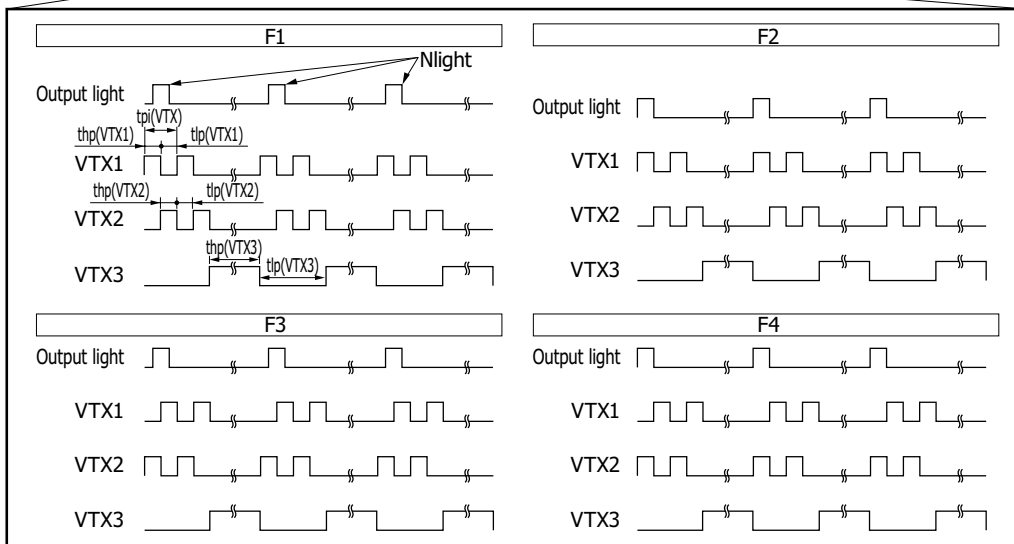 F1
Nlight
Output light
tpi(VTX)
thp(VTX1)
tlp(VTX1)
VTX1
thp(VTX2)
tlp(VTX2)
VTX2
thp(VTX3)
tlp(VTX3)
VTX3
F2
Output light
VTX1
VTX2
VTX3
F3
Output light
VTX1
VTX2
VTX3
F4
Output light
VTX1
VTX2
VTX3